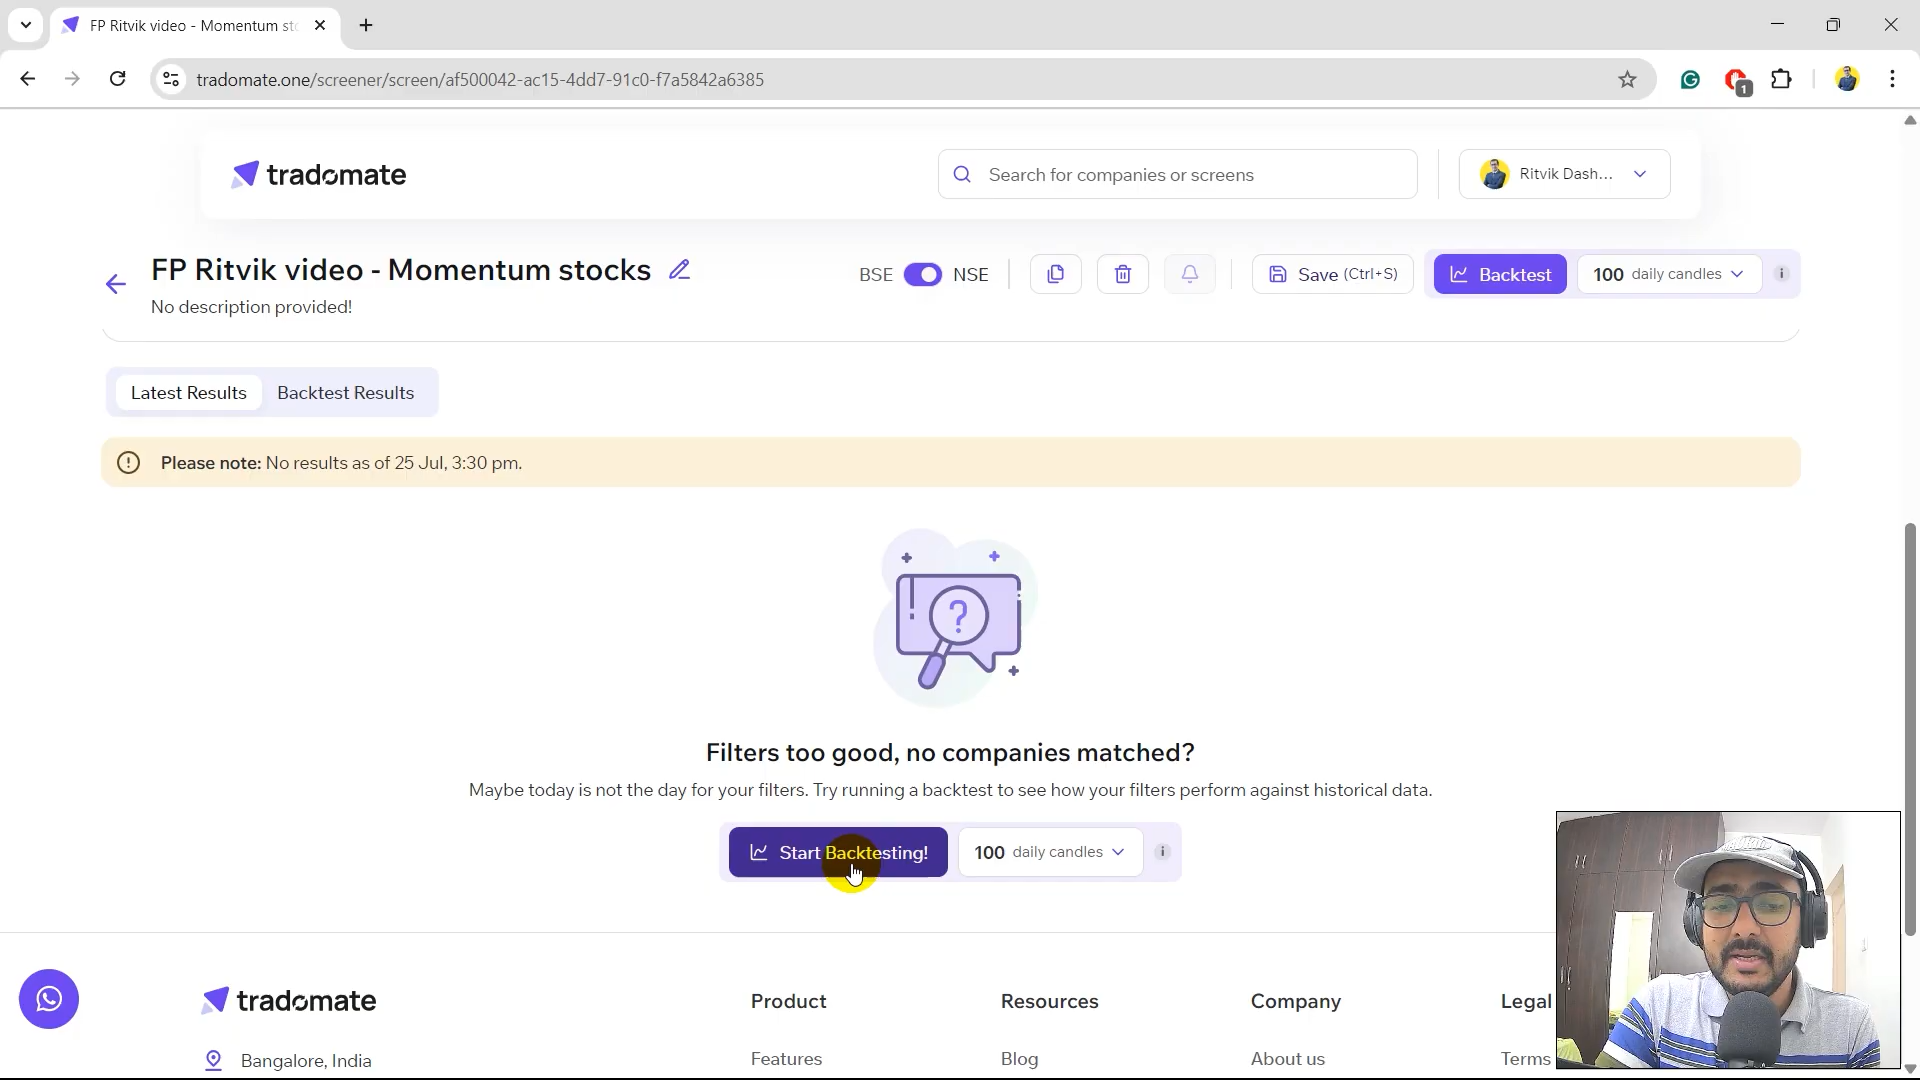 FP Ritvik video - Momentum sto
tradomate.one/screener/screen/af500042-ac15-4dd7-91c0-f7a5842a6385
1
tradomate
Search for companies or screens
Ritvik Dash...
FP Ritvik video - Momentum stocks
BSE NSE
Save (Ctrl+S)
Backtest
100 daily candles
No description provided!
Latest Results
Backtest Results
Please note: No results as of 25 Jul, 3:30 pm.
?
Filters too good, no companies matched?
Maybe today is not the day for your filters. Try running a backtest to see how your filters perform against historical data.
Start Backtesting!
100 daily candles
tradomate
Product
Resources
Company
Legal
Bangalore, India
Features
Blog
About us
Terms